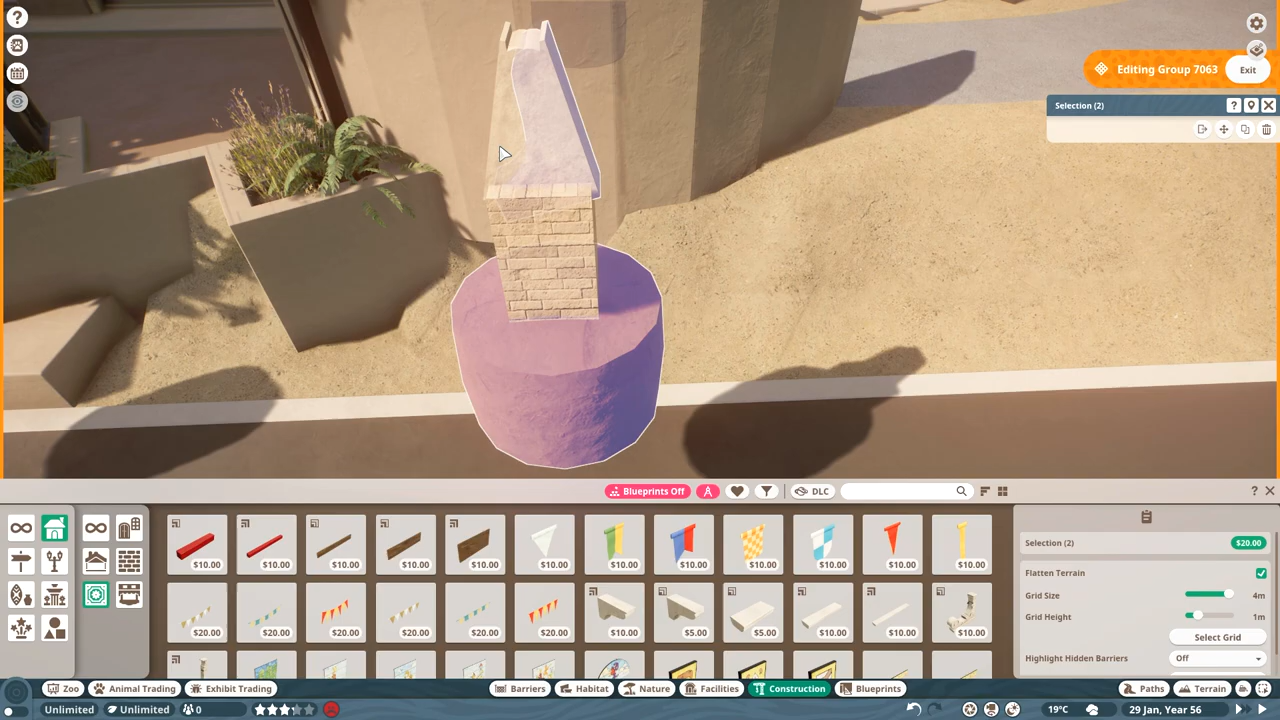 Editing Group 7063
Exit
Selection (2)
Blueprints Off
DLC
$10.00 $10.00 $10.00 $10.00 $10.00 $10.00 $10.00 $10.00 $10.00 $10.00 $10.00 $10.00
$20.00 $20.00 $20.00 $20.00 $20.00 $20.00 $10.00 $5.00 $5.00 $10.00 $10.00 $10.00
Selection (2) $20.00
Flatten Terrain
Grid Size 4m
Grid Height 1m
Select Grid
Highlight Hidden Barriers Off
Zoo Animal Trading Exhibit Trading Barriers Habitat Nature Facilities Construction Blueprints Paths Terrain
Unlimited Unlimited 0 19°C 29 Jan, Year 56